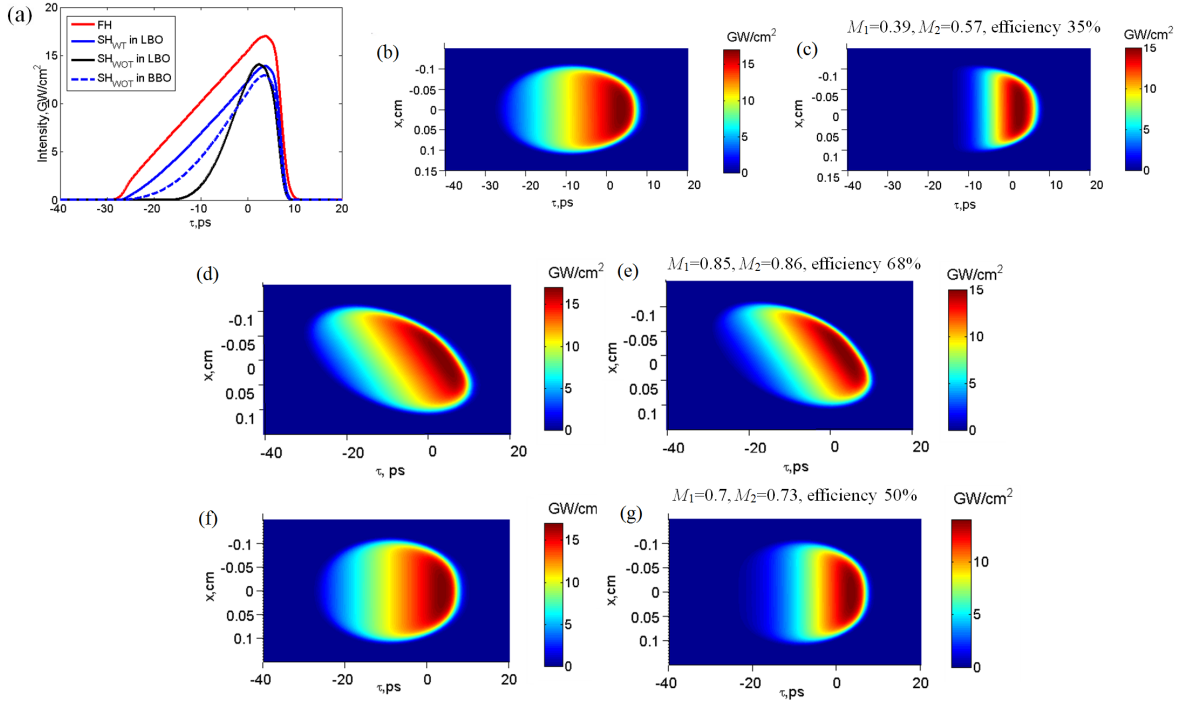 (a)
FH
SH_WT in LBO
SH_WOT in LBO
SH_WOT in BBO
Intensity,GW/cm²
20
15
10
5
0
-40 -30 -20 -10 0 10 20
τ,ps
(b)
GW/cm²
x,cm
-0.1
-0.05
0
0.05
0.1
0.15
-40 -30 -20 -10 0 10 20
τ,ps
15
10
5
0
(c)
M₁=0.39, M₂=0.57, efficiency 35%
GW/cm²
x,cm
-0.1
-0.05
0
0.05
0.1
0.15
-40 -30 -20 -10 0 10 20
τ,ps
15
10
5
0
(d)
GW/cm²
x,cm
-0.1
-0.05
0
0.05
0.1
-40 -20 0 20
τ, ps
15
10
5
0
(e)
M₁=0.85, M₂=0.86, efficiency 68%
GW/cm²
x,cm
-0.1
-0.05
0
0.05
0.1
-40 -20 0 20
τ,ps
15
10
5
0
(f)
GW/cm
x,cm
-0.1
-0.05
0
0.05
0.1
-40 -20 0 20
τ,ps
15
10
5
0
(g)
M₁=0.7, M₂=0.73, efficiency 50%
GW/cm²
x,cm
-0.1
-0.05
0
0.05
0.1
-40 -20 0 20
τ,ps
10
5
0